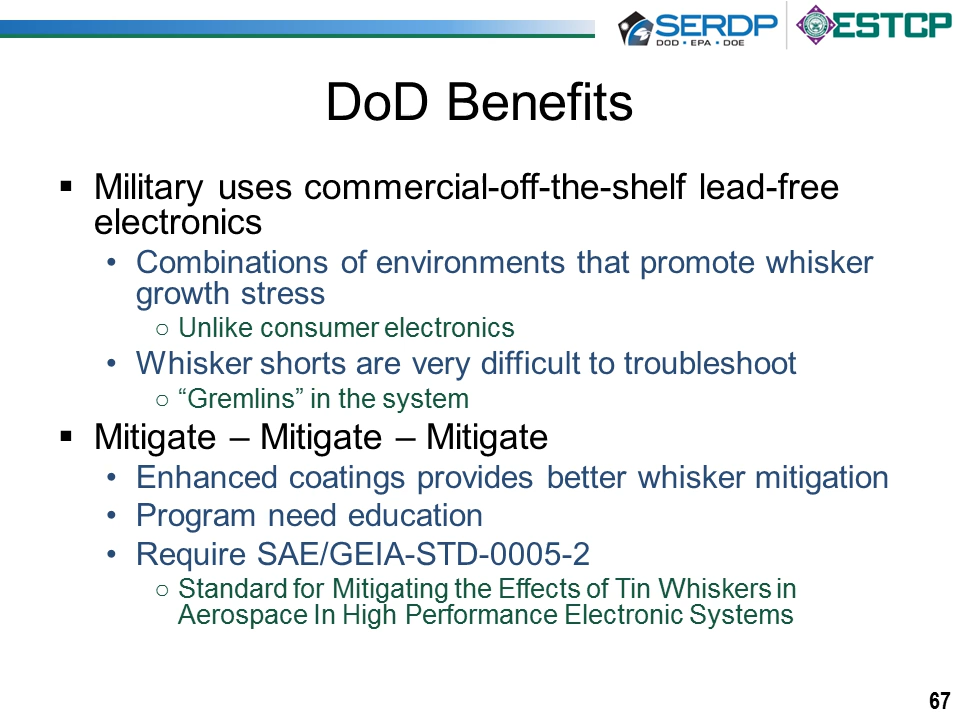 SERDP
DOD • EPA • DOE
ESTCP
DoD Benefits
▪ Military uses commercial-off-the-shelf lead-free
electronics
• Combinations of environments that promote whisker
growth stress
○ Unlike consumer electronics
• Whisker shorts are very difficult to troubleshoot
○ “Gremlins” in the system
▪ Mitigate – Mitigate – Mitigate
• Enhanced coatings provides better whisker mitigation
• Program need education
• Require SAE/GEIA-STD-0005-2
○ Standard for Mitigating the Effects of Tin Whiskers in
Aerospace In High Performance Electronic Systems
67